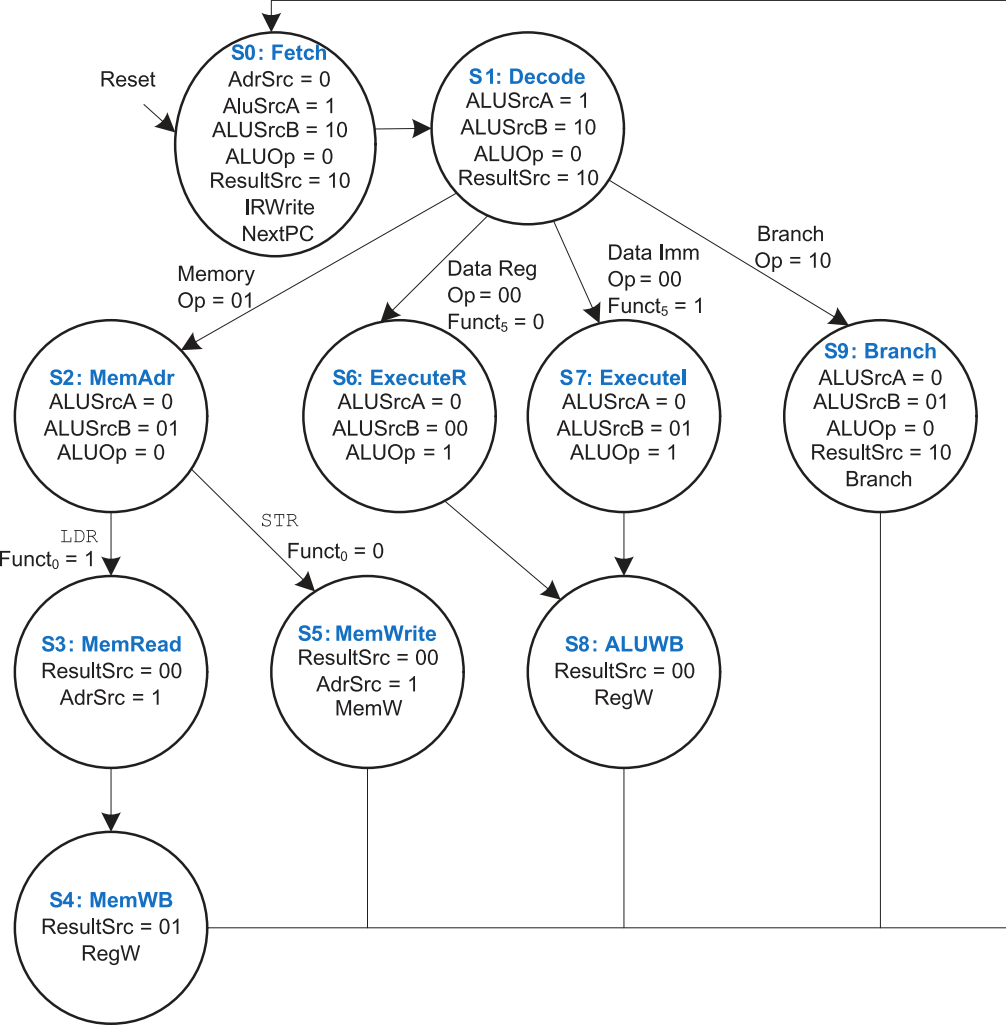 Reset
S0: Fetch
AdrSrc = 0
AluSrcA = 1
ALUSrcB = 10
ALUOp = 0
ResultSrc = 10
IRWrite
NextPC
S1: Decode
ALUSrcA = 1
ALUSrcB = 10
ALUOp = 0
ResultSrc = 10
Memory
Op = 01
Data Reg
Op = 00
Funct₅ = 0
Data Imm
Op = 00
Funct₅ = 1
Branch
Op = 10
S2: MemAdr
ALUSrcA = 0
ALUSrcB = 01
ALUOp = 0
S6: ExecuteR
ALUSrcA = 0
ALUSrcB = 00
ALUOp = 1
S7: ExecuteI
ALUSrcA = 0
ALUSrcB = 01
ALUOp = 1
S9: Branch
ALUSrcA = 0
ALUSrcB = 01
ALUOp = 0
ResultSrc = 10
Branch
LDR
Funct₀ = 1
STR
Funct₀ = 0
S3: MemRead
ResultSrc = 00
AdrSrc = 1
S5: MemWrite
ResultSrc = 00
AdrSrc = 1
MemW
S8: ALUWB
ResultSrc = 00
RegW
S4: MemWB
ResultSrc = 01
RegW